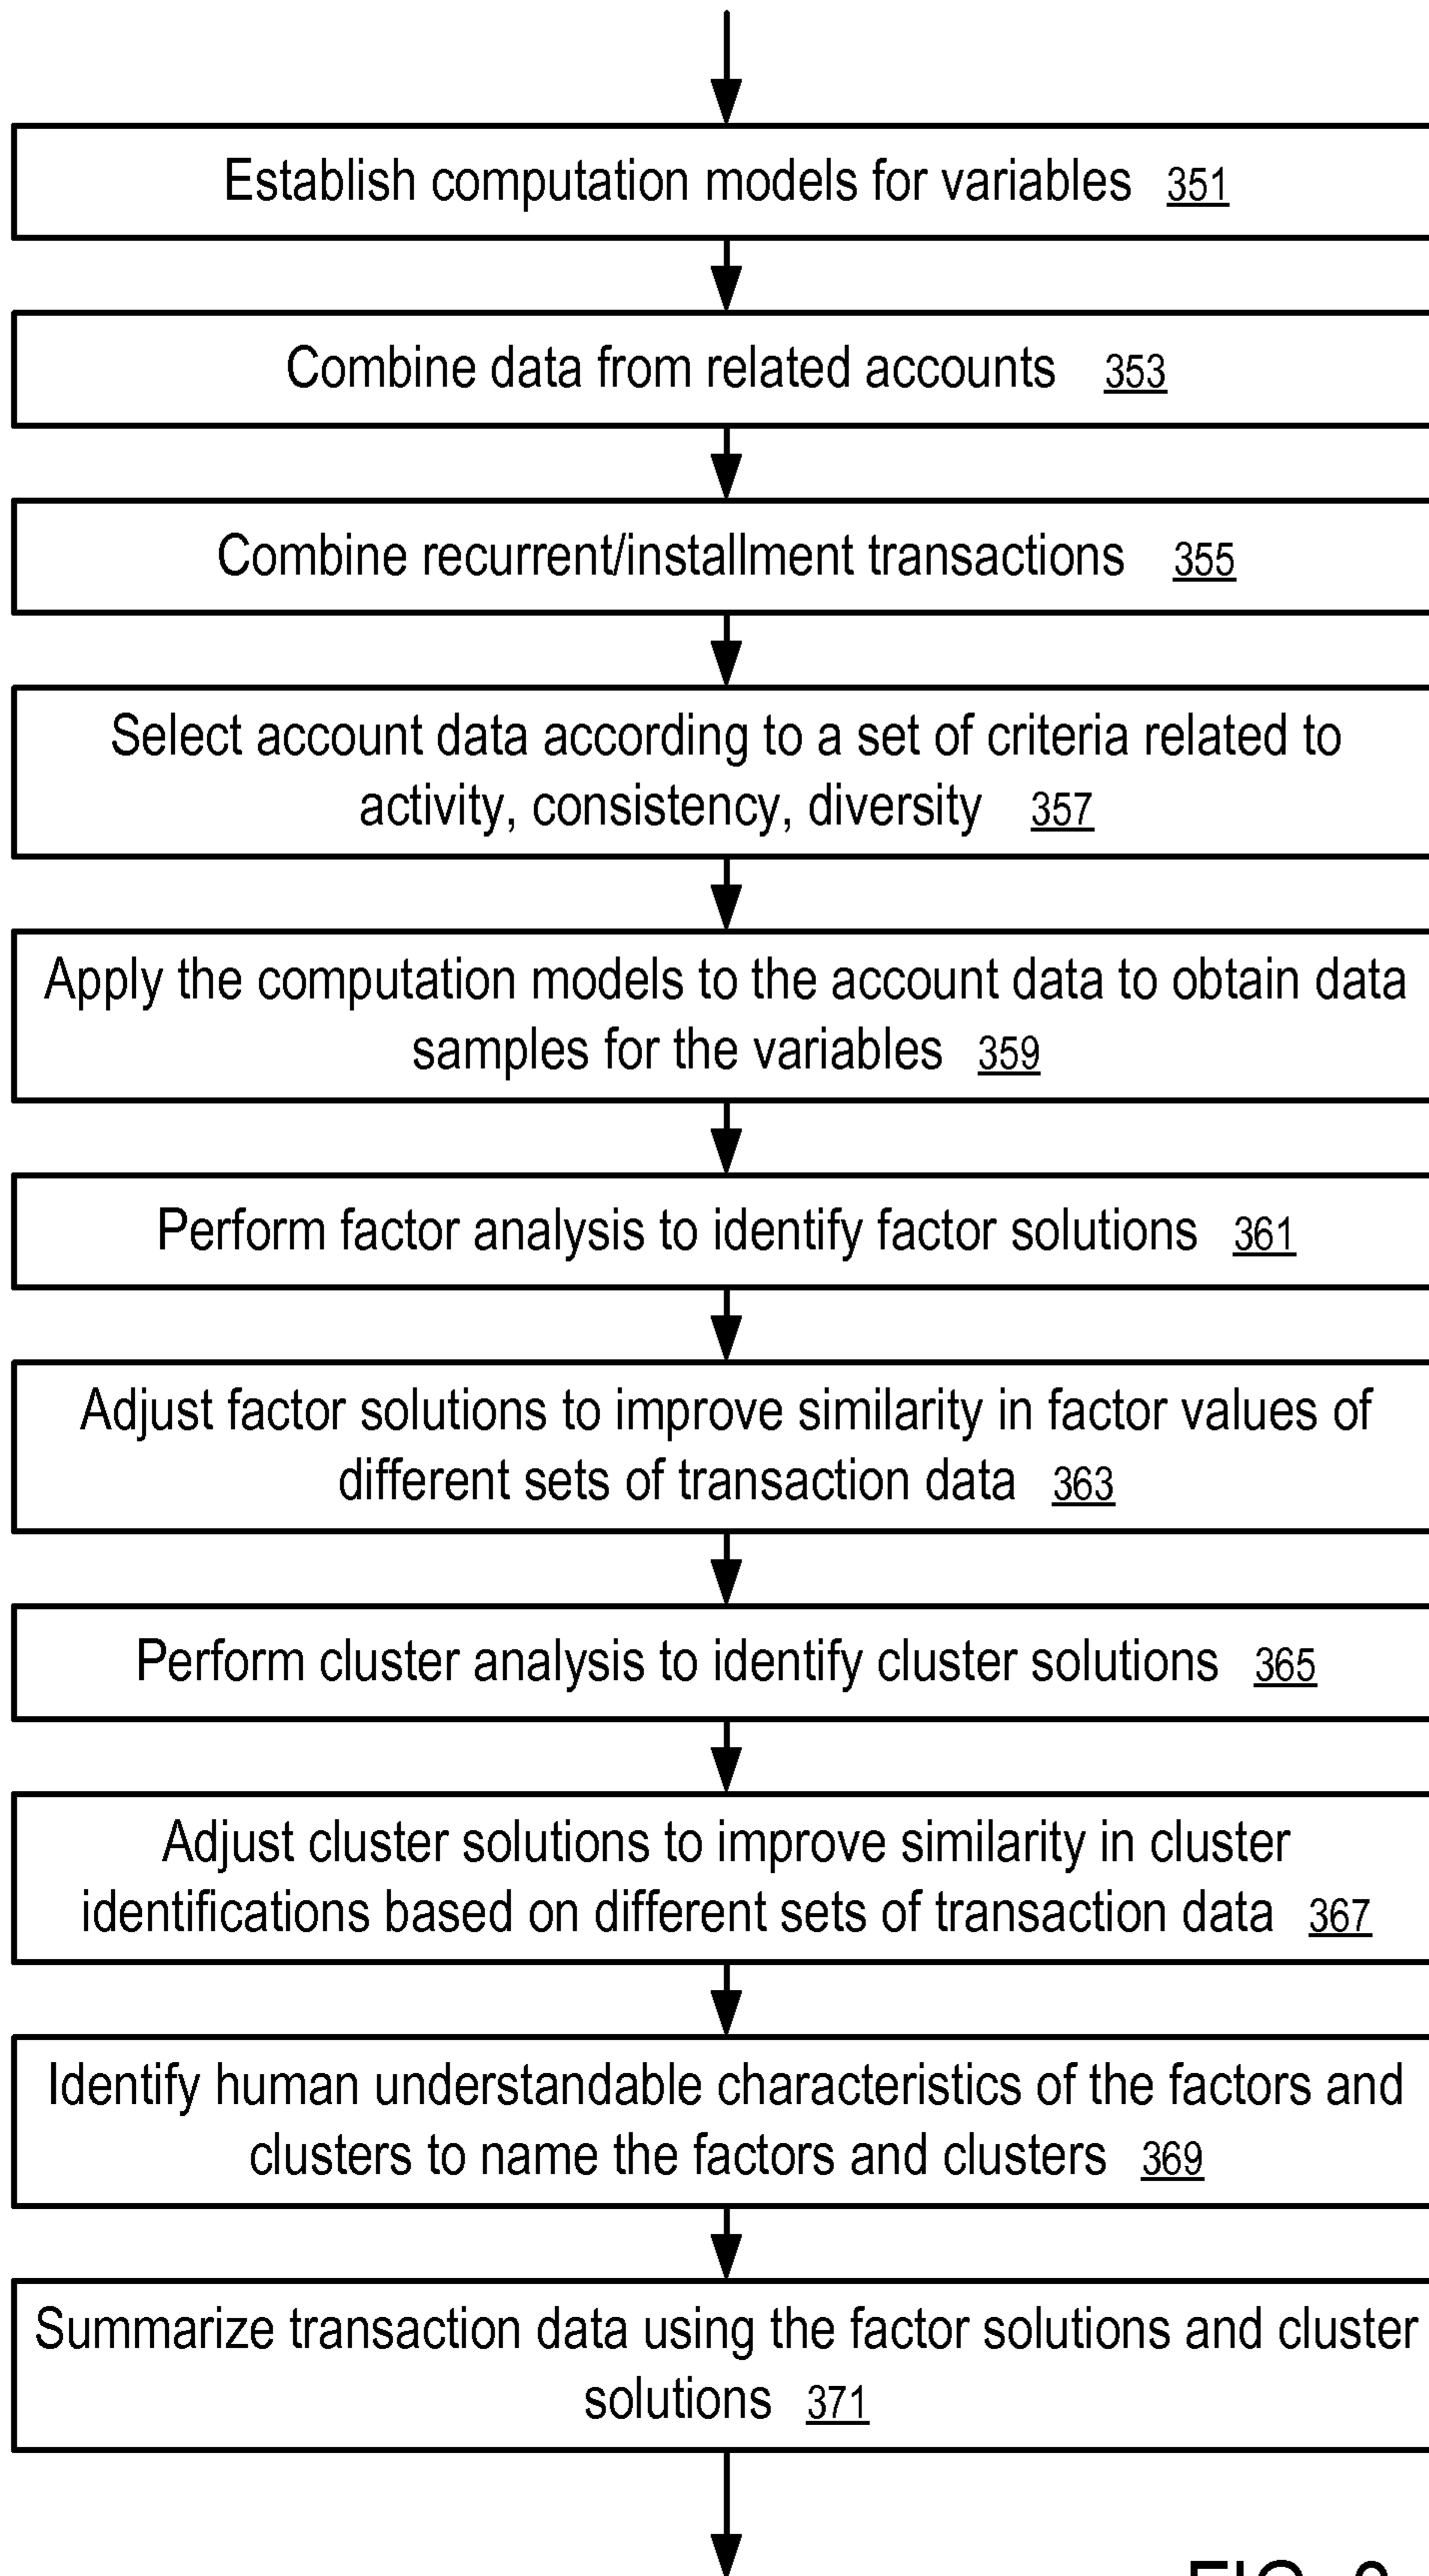 Establish computation models for variables 351
Combine data from related accounts 353
Combine recurrent/installment transactions 355
Select account data according to a set of criteria related to
activity, consistency, diversity 357
Apply the computation models to the account data to obtain data
samples for the variables 359
Perform factor analysis to identify factor solutions 361
Adjust factor solutions to improve similarity in factor values of
different sets of transaction data 363
Perform cluster analysis to identify cluster solutions 365
Adjust cluster solutions to improve similarity in cluster
identifications based on different sets of transaction data 367
Identify human understandable characteristics of the factors and
clusters to name the factors and clusters 369
Summarize transaction data using the factor solutions and cluster
solutions 371
FIG.